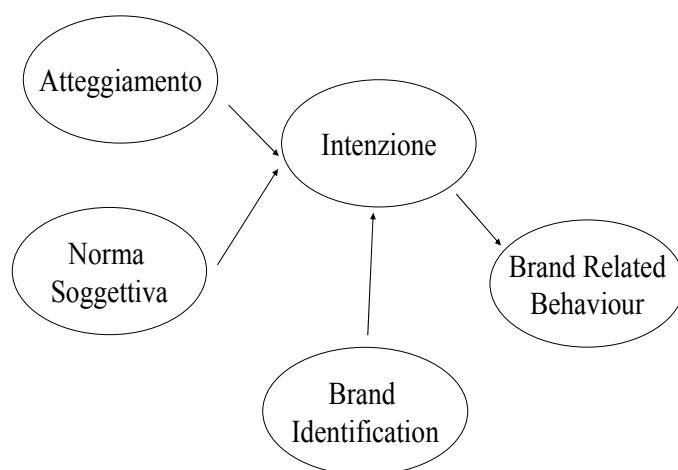 Atteggiamento
Intenzione
Norma
Soggettiva
Brand Related
Behaviour
Brand
Identification